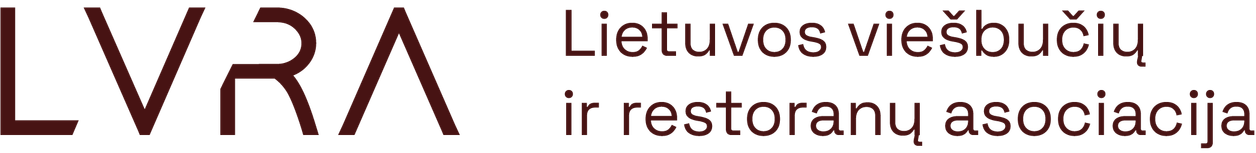 LVRA
Lietuvos viešbučių
ir restoranų asociacija